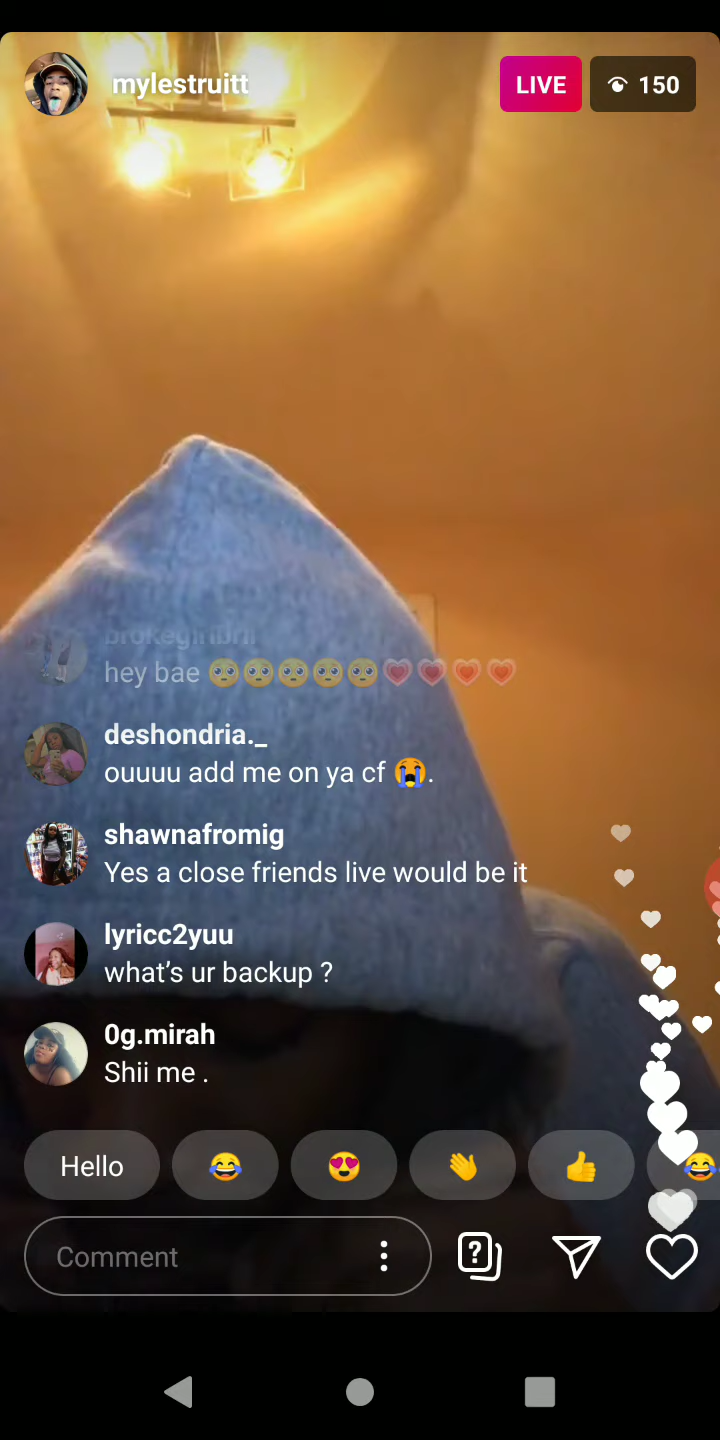 mylestruitt
LIVE
150
hey bae 🥺🥺🥺🥺🥺💗💗💗💗
deshondria._
ouuuu add me on ya cf 😭.
shawnafromig
Yes a close friends live would be it
lyricc2yuu
what’s ur backup ?
0g.mirah
Shii me .
Hello 😂 😍 👋 👍 😂
Comment